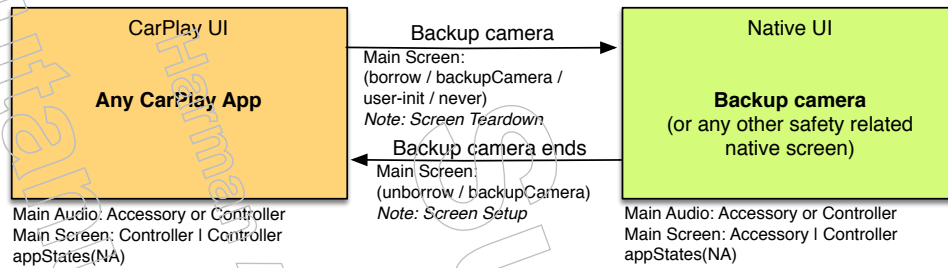 CarPlay UI
Any CarPlay App
Main Audio: Accessory or Controller
Main Screen: Controller | Controller
appStates(NA)
Backup camera
Main Screen:
(borrow / backupCamera /
user-init / never)
Note: Screen Teardown
Backup camera ends
Main Screen:
(unborrow / backupCamera)
Note: Screen Setup
Native UI
Backup camera
(or any other safety related
native screen)
Main Audio: Accessory or Controller
Main Screen: Accessory | Controller
appStates(NA)
Harman